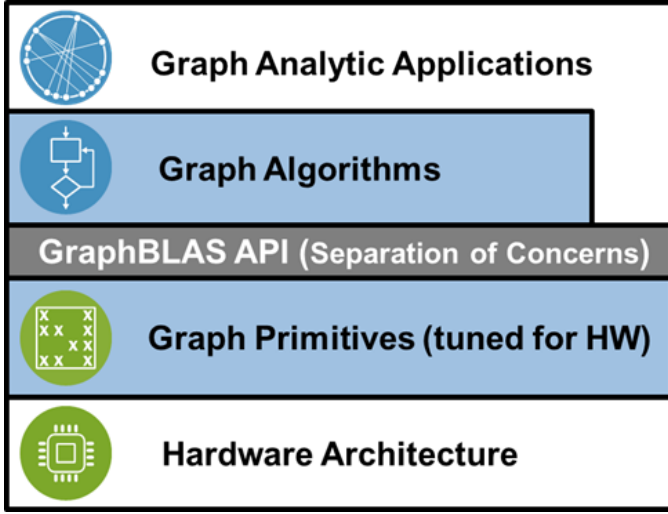 Graph Analytic Applications
Graph Algorithms
GraphBLAS API (Separation of Concerns)
X X
X X X
X X
X X X
Graph Primitives (tuned for HW)
Hardware Architecture